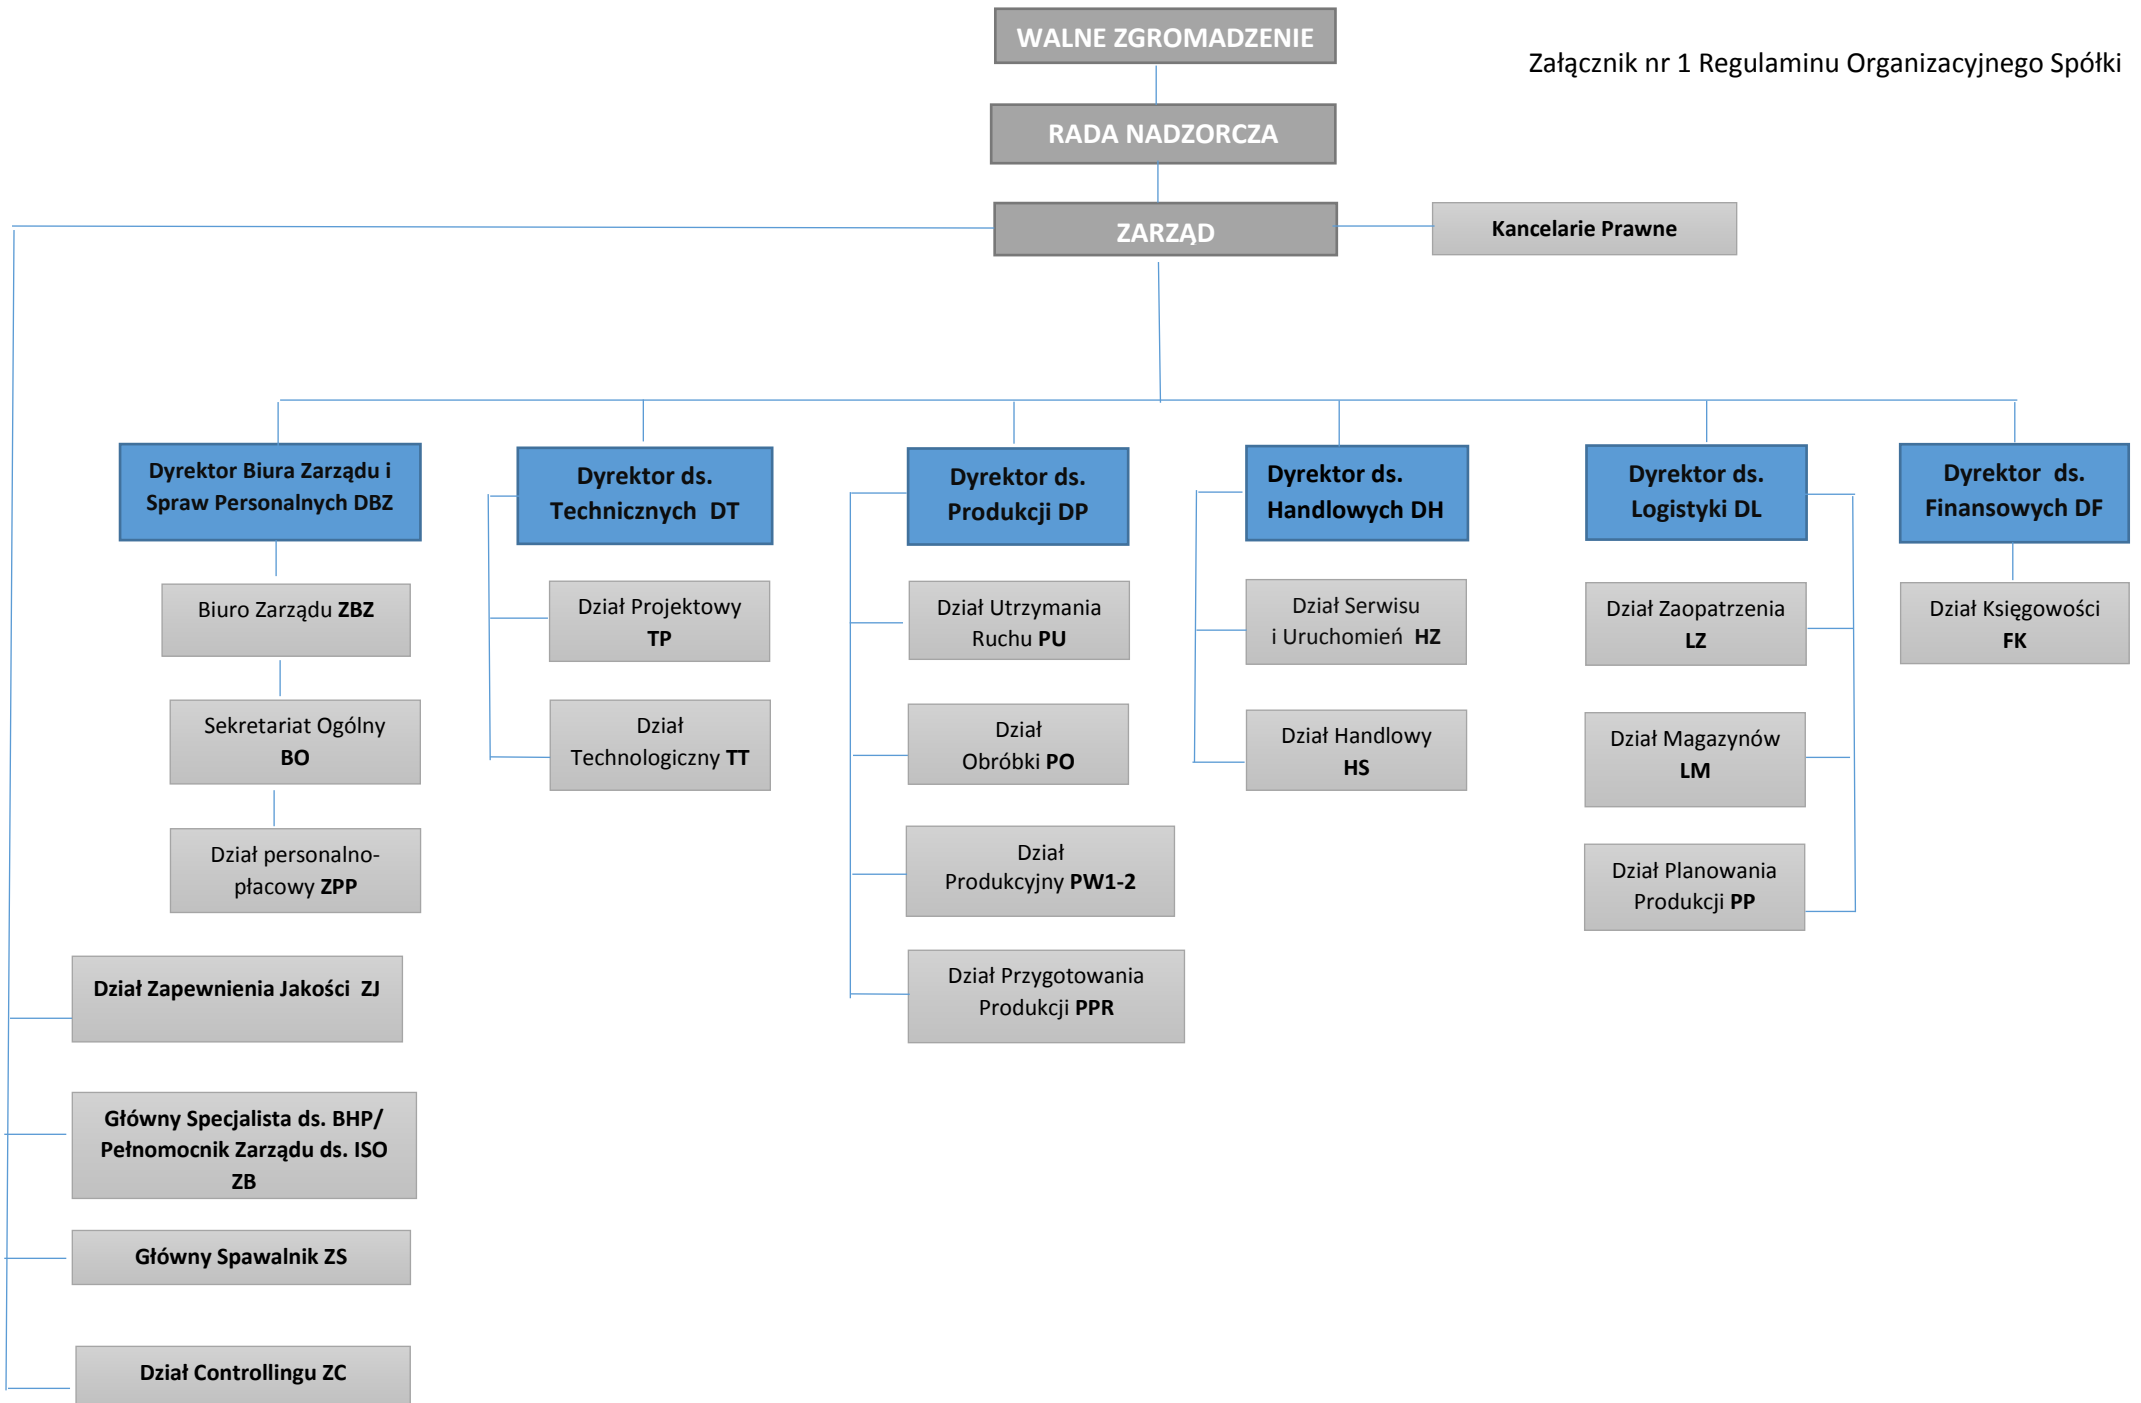 WALNE ZGROMADZENIE
Załącznik nr 1 Regulaminu Organizacyjnego Spółki
RADA NADZORCZA
ZARZĄD
Kancelarie Prawne
Dyrektor Biura Zarządu i
Spraw Personalnych DBZ
Dyrektor ds.
Technicznych DT
Dyrektor ds.
Produkcji DP
Dyrektor ds.
Handlowych DH
Dyrektor ds.
Logistyki DL
Dyrektor ds.
Finansowych DF
Biuro Zarządu ZBZ
Sekretariat Ogólny
BO
Dział personalno-
płacowy ZPP
Dział Projektowy
TP
Dział
Technologiczny TT
Dział Utrzymania
Ruchu PU
Dział
Obróbki PO
Dział
Produkcyjny PW1-2
Dział Przygotowania
Produkcji PPR
Dział Serwisu
i Uruchomień HZ
Dział Handlowy
HS
Dział Zaopatrzenia
LZ
Dział Magazynów
LM
Dział Planowania
Produkcji PP
Dział Księgowości
FK
Dział Zapewnienia Jakości ZJ
Główny Specjalista ds. BHP/
Pełnomocnik Zarządu ds. ISO
ZB
Główny Spawalnik ZS
Dział Controllingu ZC